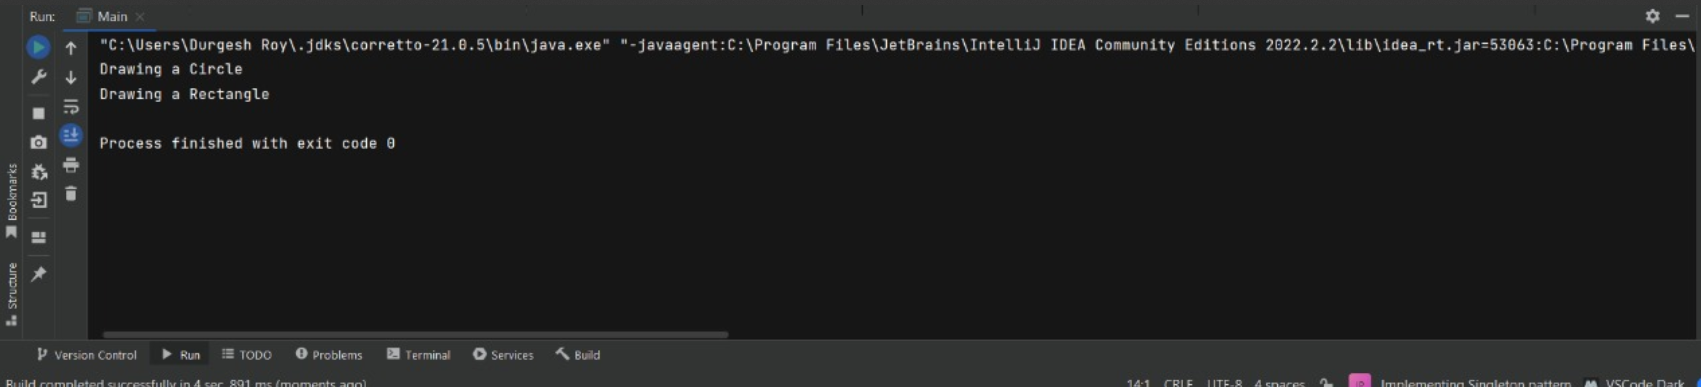 Run: Main
"C:\Users\Durgesh Roy\.jdks\corretto-21.0.5\bin\java.exe" "-javaagent:C:\Program Files\JetBrains\IntelliJ IDEA Community Editions 2022.2.2\lib\idea_rt.jar=53063:C:\Program Files\
Drawing a Circle
Drawing a Rectangle
Process finished with exit code 0
Bookmarks
Structure
Version Control Run TODO Problems Terminal Services Build
Build completed successfully in 4 sec, 891 ms (moments ago) 14:1 CRLF UTF-8 4 spaces Implementing Singleton pattern VSCode Dark